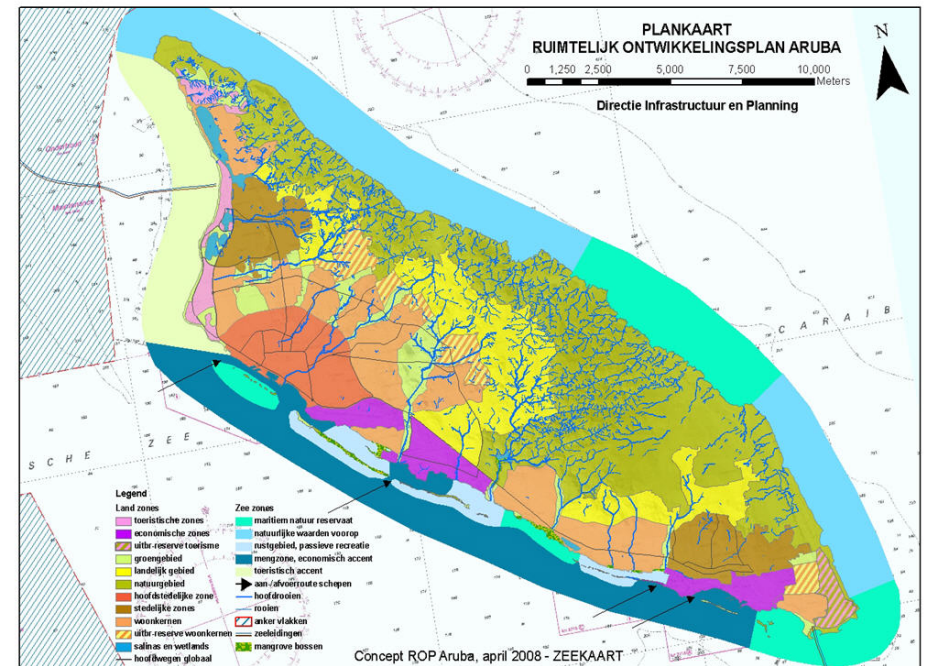 PLANKAART
RUIMTELIJK ONTWIKKELINGSPLAN ARUBA
N
0 1,250 2,500 5,000 7,500 10,000
Meters
Directie Infrastructuur en Planning
CARAIB
SCHE ZEE
Legend
Land zones
toeristische zones
economische zones
uitbr-reserve toerisme
groengebied
landelijk gebied
natuurgebied
hoofdstedelijke zone
stedelijke zones
woonkernen
uitbr-reserve woonkernen
salinas en wetlands
hoofdwegen globaal
Zee zones
maritiem natuur reservaat
natuurlijke waarden voorop
rustgebied, passieve recreatie
mengzone, economisch accent
toeristisch accent
aan-/afvoerroute schepen
hoofdrooien
rooien
anker vlakken
zeeleidingen
mangrove bossen
Concept ROP Aruba, april 2008 - ZEEKAART